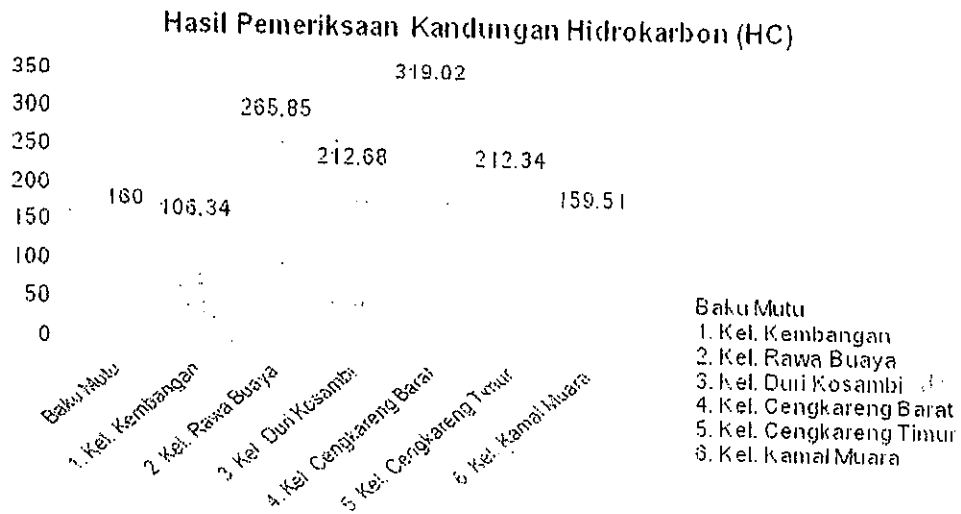 Hasil Pemeriksaan Kandungan Hidrokarbon (HC)
350
300
250
200
150
100
50
0
160
106.34
265.85
212.68
319.02
212.34
159.51
Baku Mutu
1. Kel. Kembangan
2 Kel. Rawa Buaya
3 Kel Duri Kosambi
4. Kel Cengkareng Barat
5 Kel. Cengkareng Timur
6 Kel. Kamal Muara
Baku Mutu
1. Kel. Kembangan
2. Kel. Rawa Buaya
3. Kel. Duri Kosambi
4. Kel. Cengkareng Barat
5. Kel. Cengkareng Timur
6. Kel. Kamal Muara